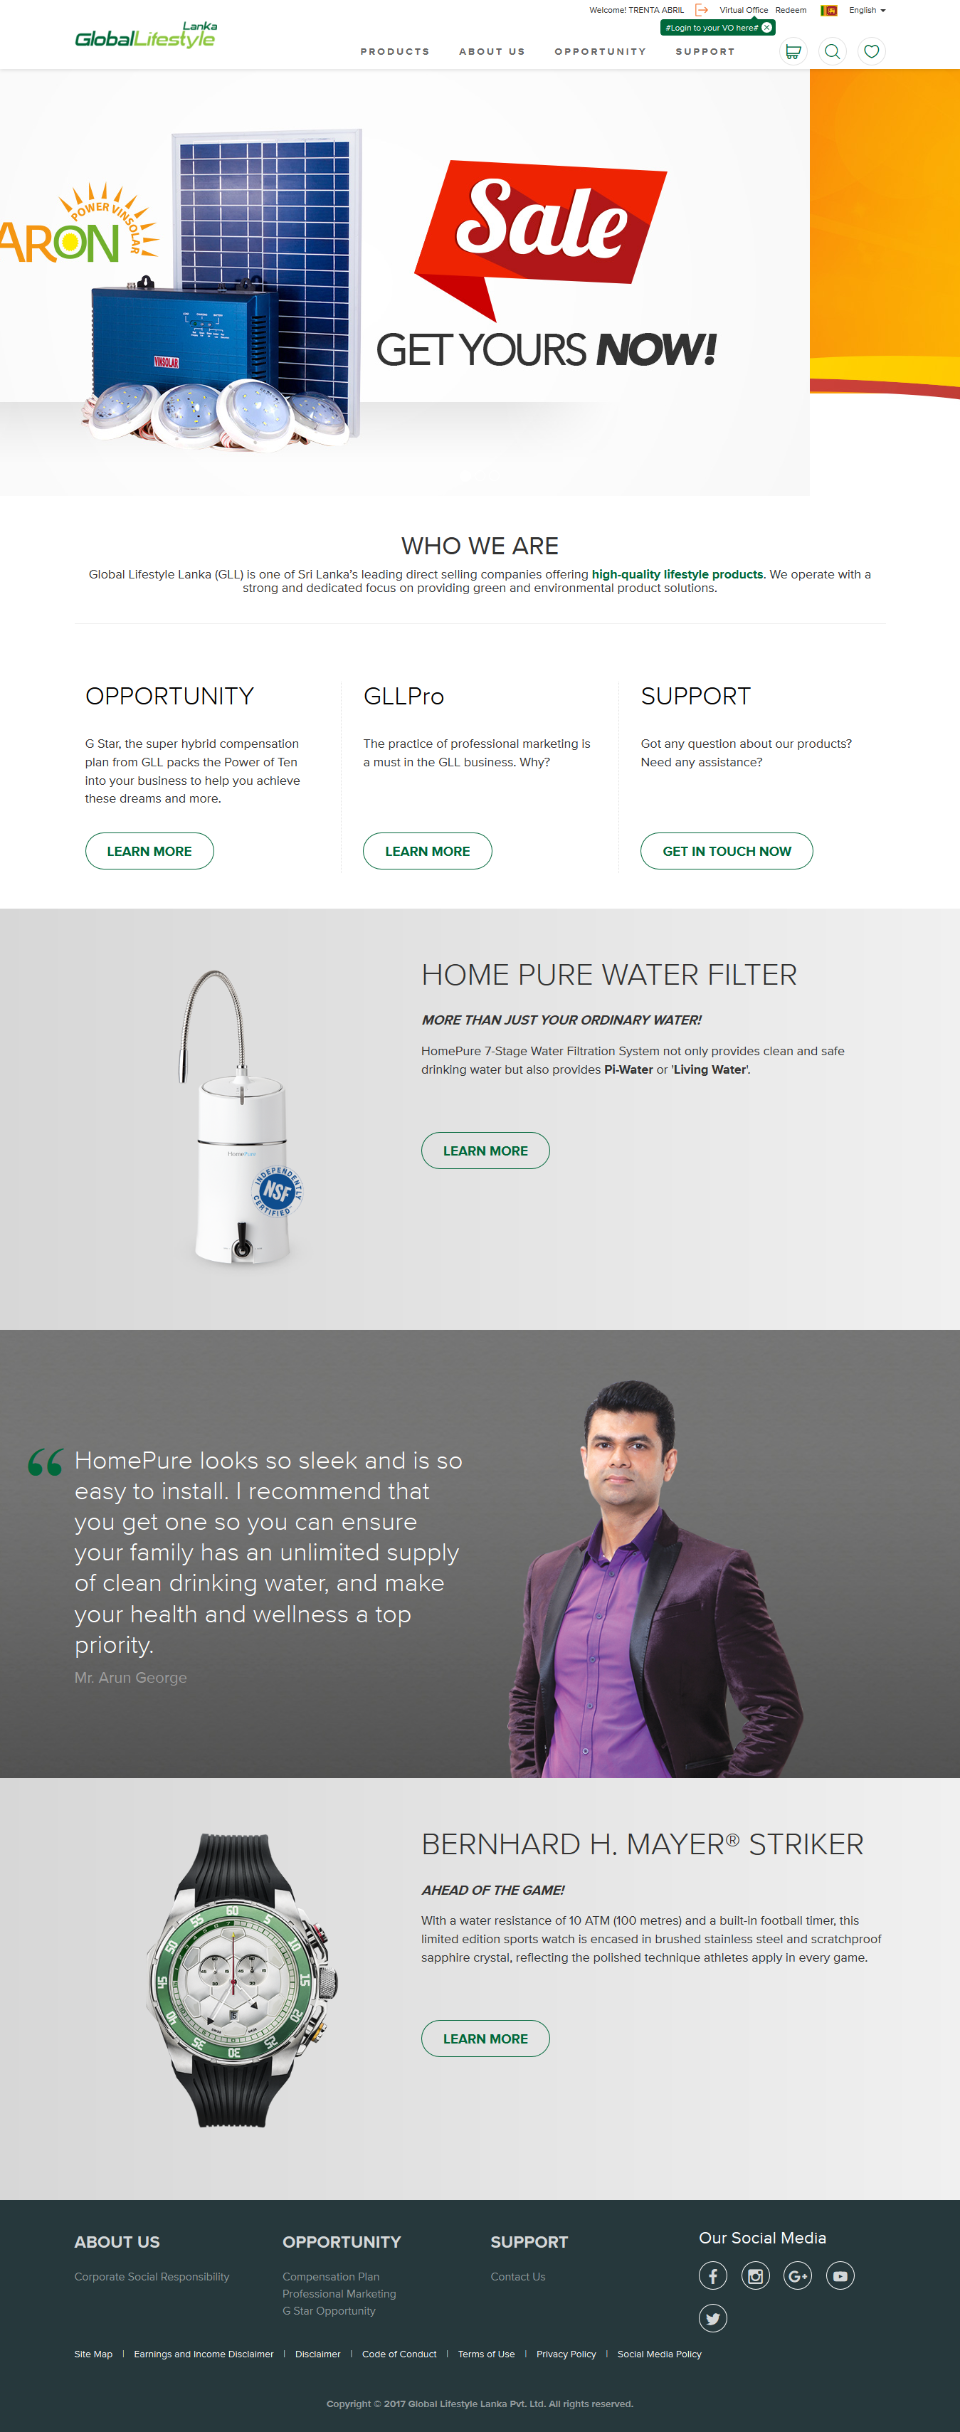 Welcome! TRENTA ABRIL Virtual Office Redeem English
#Login to your VO here#
Lanka
GlobalLifestyle
PRODUCTS ABOUT US OPPORTUNITY SUPPORT
ARON
POWER VINSOLAR
VINSOLAR
Sale
GET YOURS NOW!
WHO WE ARE
Global Lifestyle Lanka (GLL) is one of Sri Lanka's leading direct selling companies offering high-quality lifestyle products. We operate with a
strong and dedicated focus on providing green and environmental product solutions.
OPPORTUNITY
G Star, the super hybrid compensation
plan from GLL packs the Power of Ten
into your business to help you achieve
these dreams and more.
LEARN MORE
GLLPro
The practice of professional marketing is
a must in the GLL business. Why?
LEARN MORE
SUPPORT
Got any question about our products?
Need any assistance?
GET IN TOUCH NOW
HomePure
INDEPENDENTLY
NSF
CERTIFIED
HOME PURE WATER FILTER
MORE THAN JUST YOUR ORDINARY WATER!
HomePure 7-Stage Water Filtration System not only provides clean and safe
drinking water but also provides Pi-Water or 'Living Water'.
LEARN MORE
“ HomePure looks so sleek and is so
easy to install. I recommend that
you get one so you can ensure
your family has an unlimited supply
of clean drinking water, and make
your health and wellness a top
priority.
Mr. Arun George
60 5 10 15 20 25 30 35 40 45 50 55
BERNHARD H. MAYER® STRIKER
AHEAD OF THE GAME!
With a water resistance of 10 ATM (100 metres) and a built-in football timer, this
limited edition sports watch is encased in brushed stainless steel and scratchproof
sapphire crystal, reflecting the polished technique athletes apply in every game.
LEARN MORE
ABOUT US
Corporate Social Responsibility
OPPORTUNITY
Compensation Plan
Professional Marketing
G Star Opportunity
SUPPORT
Contact Us
Our Social Media
Site Map | Earnings and Income Disclaimer | Disclaimer | Code of Conduct | Terms of Use | Privacy Policy | Social Media Policy
Copyright © 2017 Global Lifestyle Lanka Pvt. Ltd. All rights reserved.